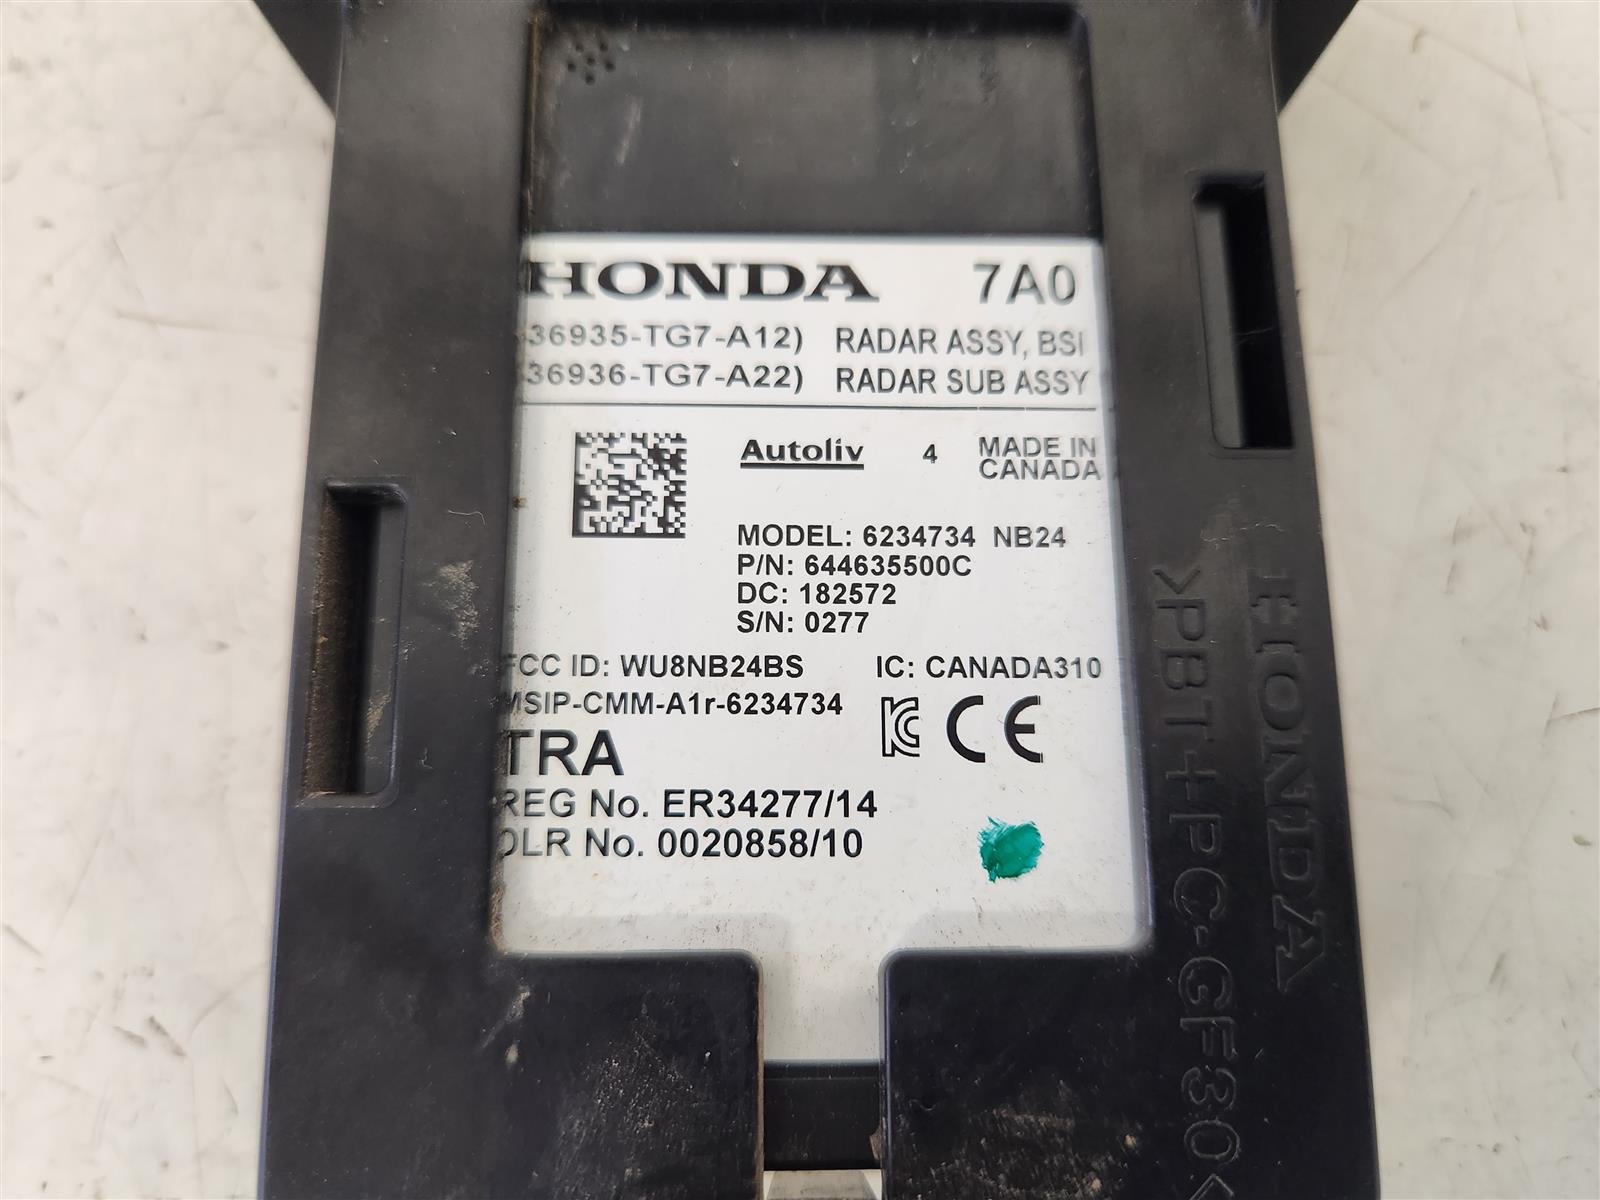 HONDA 7A0
36935-TG7-A12) RADAR ASSY, BSI
36936-TG7-A22) RADAR SUB ASSY
Autoliv 4 MADE IN
CANADA
MODEL: 6234734 NB24
P/N: 644635500C
DC: 182572
S/N: 0277
FCC ID: WU8NB24BS IC: CANADA310
MSIP-CMM-A1r-6234734
CE
TRA
REG No. ER34277/14
DLR No. 0020858/10
HONDA
>PBT+PC-GF30<